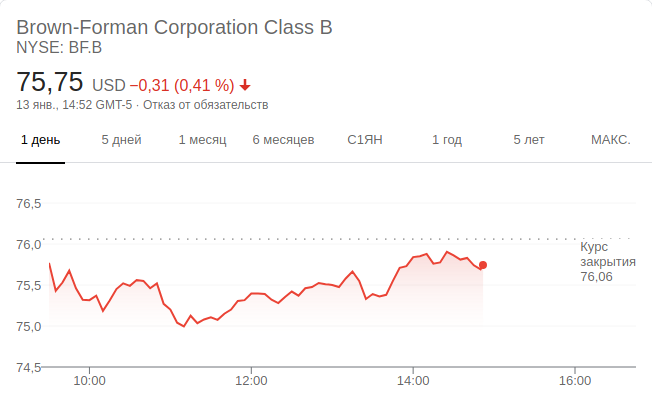 Brown-Forman Corporation Class B
NYSE: BF.B
75,75 USD −0,31 (0,41 %)
13 янв., 14:52 GMT-5 · Отказ от обязательств
1 день 5 дней 1 месяц 6 месяцев С1ЯН 1 год 5 лет МАКС.
76,5
76,0
75,5
75,0
74,5
Курс
закрытия
76,06
10:00 12:00 14:00 16:00